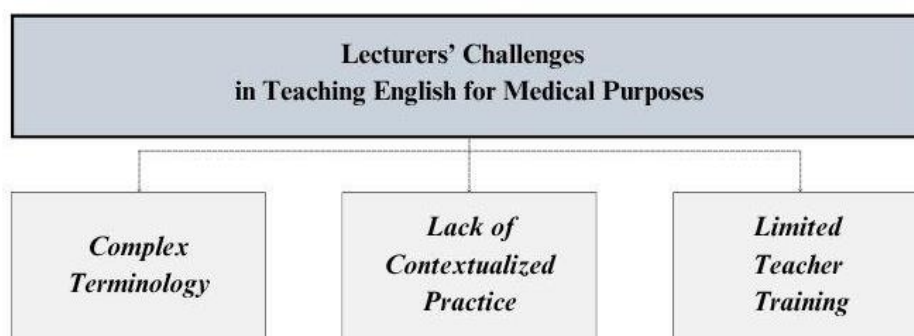 Lecturers’ Challenges
in Teaching English for Medical Purposes
Complex
Terminology
Lack of
Contextualized
Practice
Limited
Teacher
Training